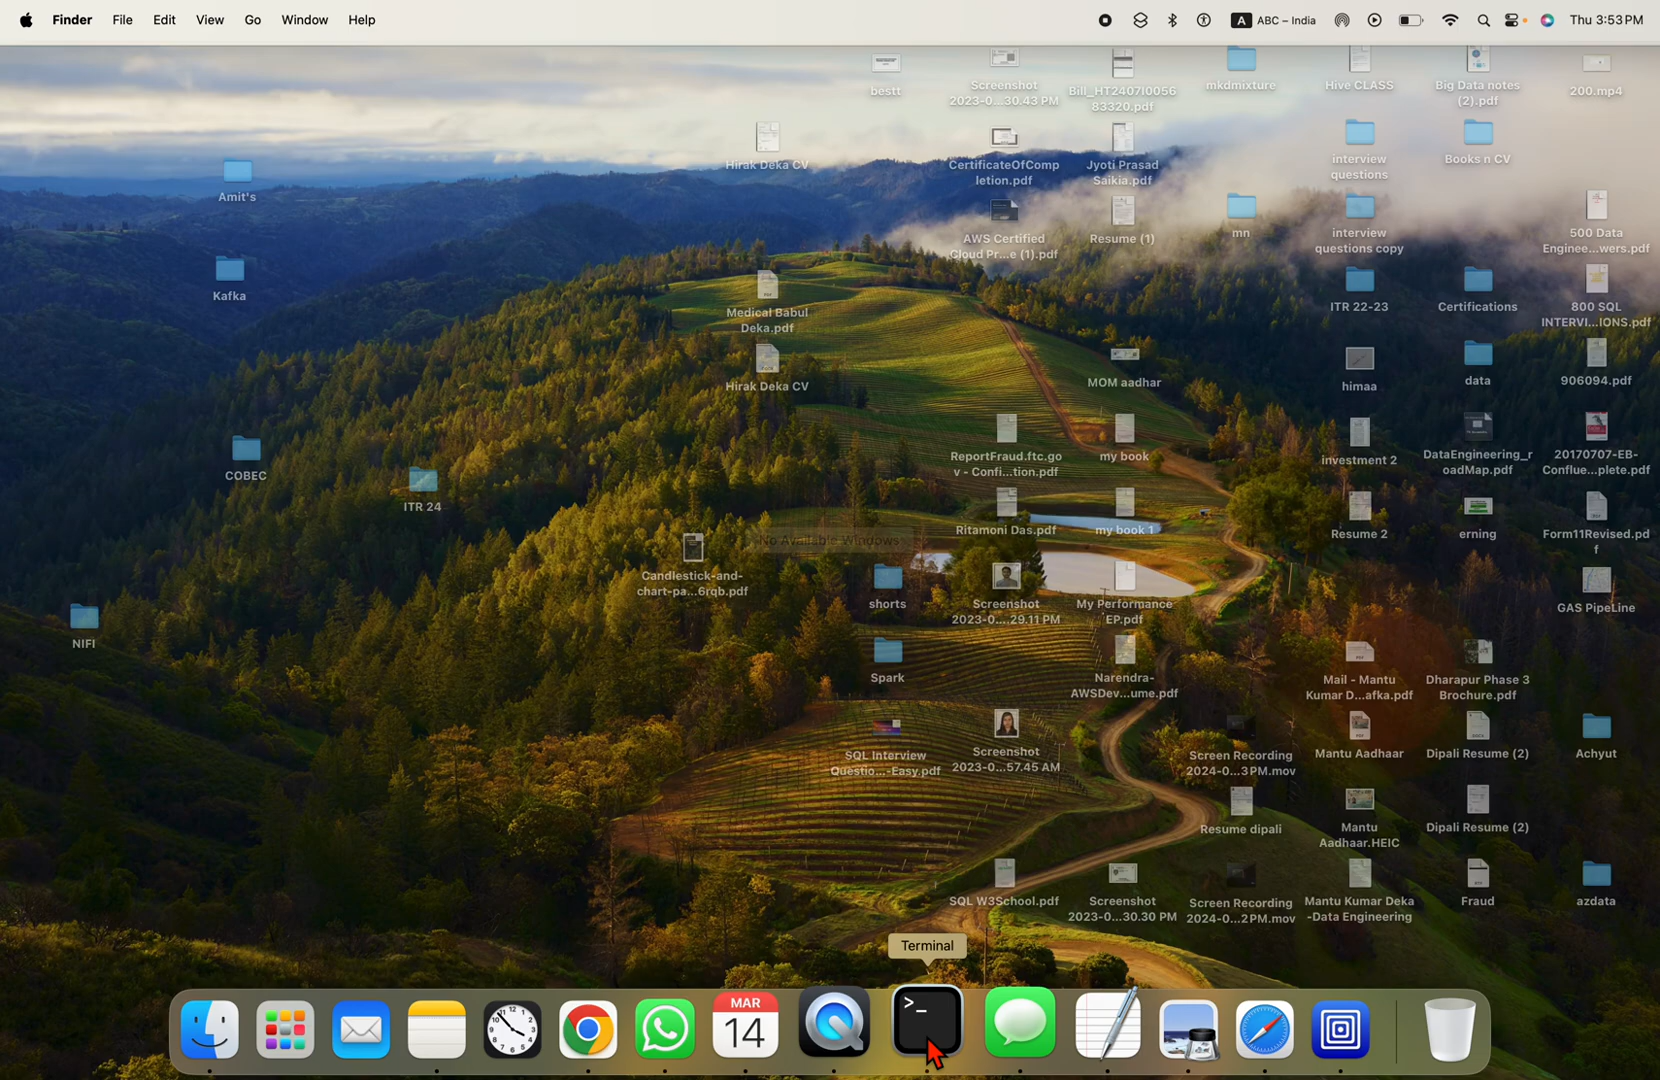 Finder File Edit View Go Window Help
A ABC – India Thu 3:53 PM
bestt
Screenshot
2023-0...30.43 PM
Bill_HT2407I0056
83320.pdf
mkdmixture
Hive CLASS
Big Data notes
(2).pdf
200.mp4
Hirak Deka CV
CertificateOfComp
letion.pdf
Jyoti Prasad
Saikia.pdf
interview
questions
Books n CV
Amit's
AWS Certified
Cloud Pr...e (1).pdf
Resume (1)
mn
interview
questions copy
500 Data
Enginee...wers.pdf
Kafka
Medical Babul
Deka.pdf
ITR 22-23
Certifications
800 SQL
INTERVI...IONS.pdf
Hirak Deka CV
MOM aadhar
himaa
data
906094.pdf
COBEC
ITR 24
ReportFraud.ftc.go
v - Confi...tion.pdf
my book
investment 2
DataEngineering_r
oadMap.pdf
20170707-EB-
Conflue...plete.pdf
Ritamoni Das.pdf
my book 1
Resume 2
erning
Form11Revised.pd
f
No Available Windows
Candlestick-and-
chart-pa...6rqb.pdf
shorts
Screenshot
2023-0....29.11 PM
My Performance
EP.pdf
GAS PipeLine
NIFI
Spark
Narendra-
AWSDev...ume.pdf
Mail - Mantu
Kumar D...afka.pdf
Dharapur Phase 3
Brochure.pdf
SQL Interview
Questio...-Easy.pdf
Screenshot
2023-0...57.45 AM
Screen Recording
2024-0...3 PM.mov
Mantu Aadhaar
Dipali Resume (2)
Achyut
Resume dipali
Mantu
Aadhaar.HEIC
Dipali Resume (2)
SQL W3School.pdf
Screenshot
2023-0...30.30 PM
Screen Recording
2024-0...2PM.mov
Mantu Kumar Deka
-Data Engineering
Fraud
azdata
Terminal
MAR
14